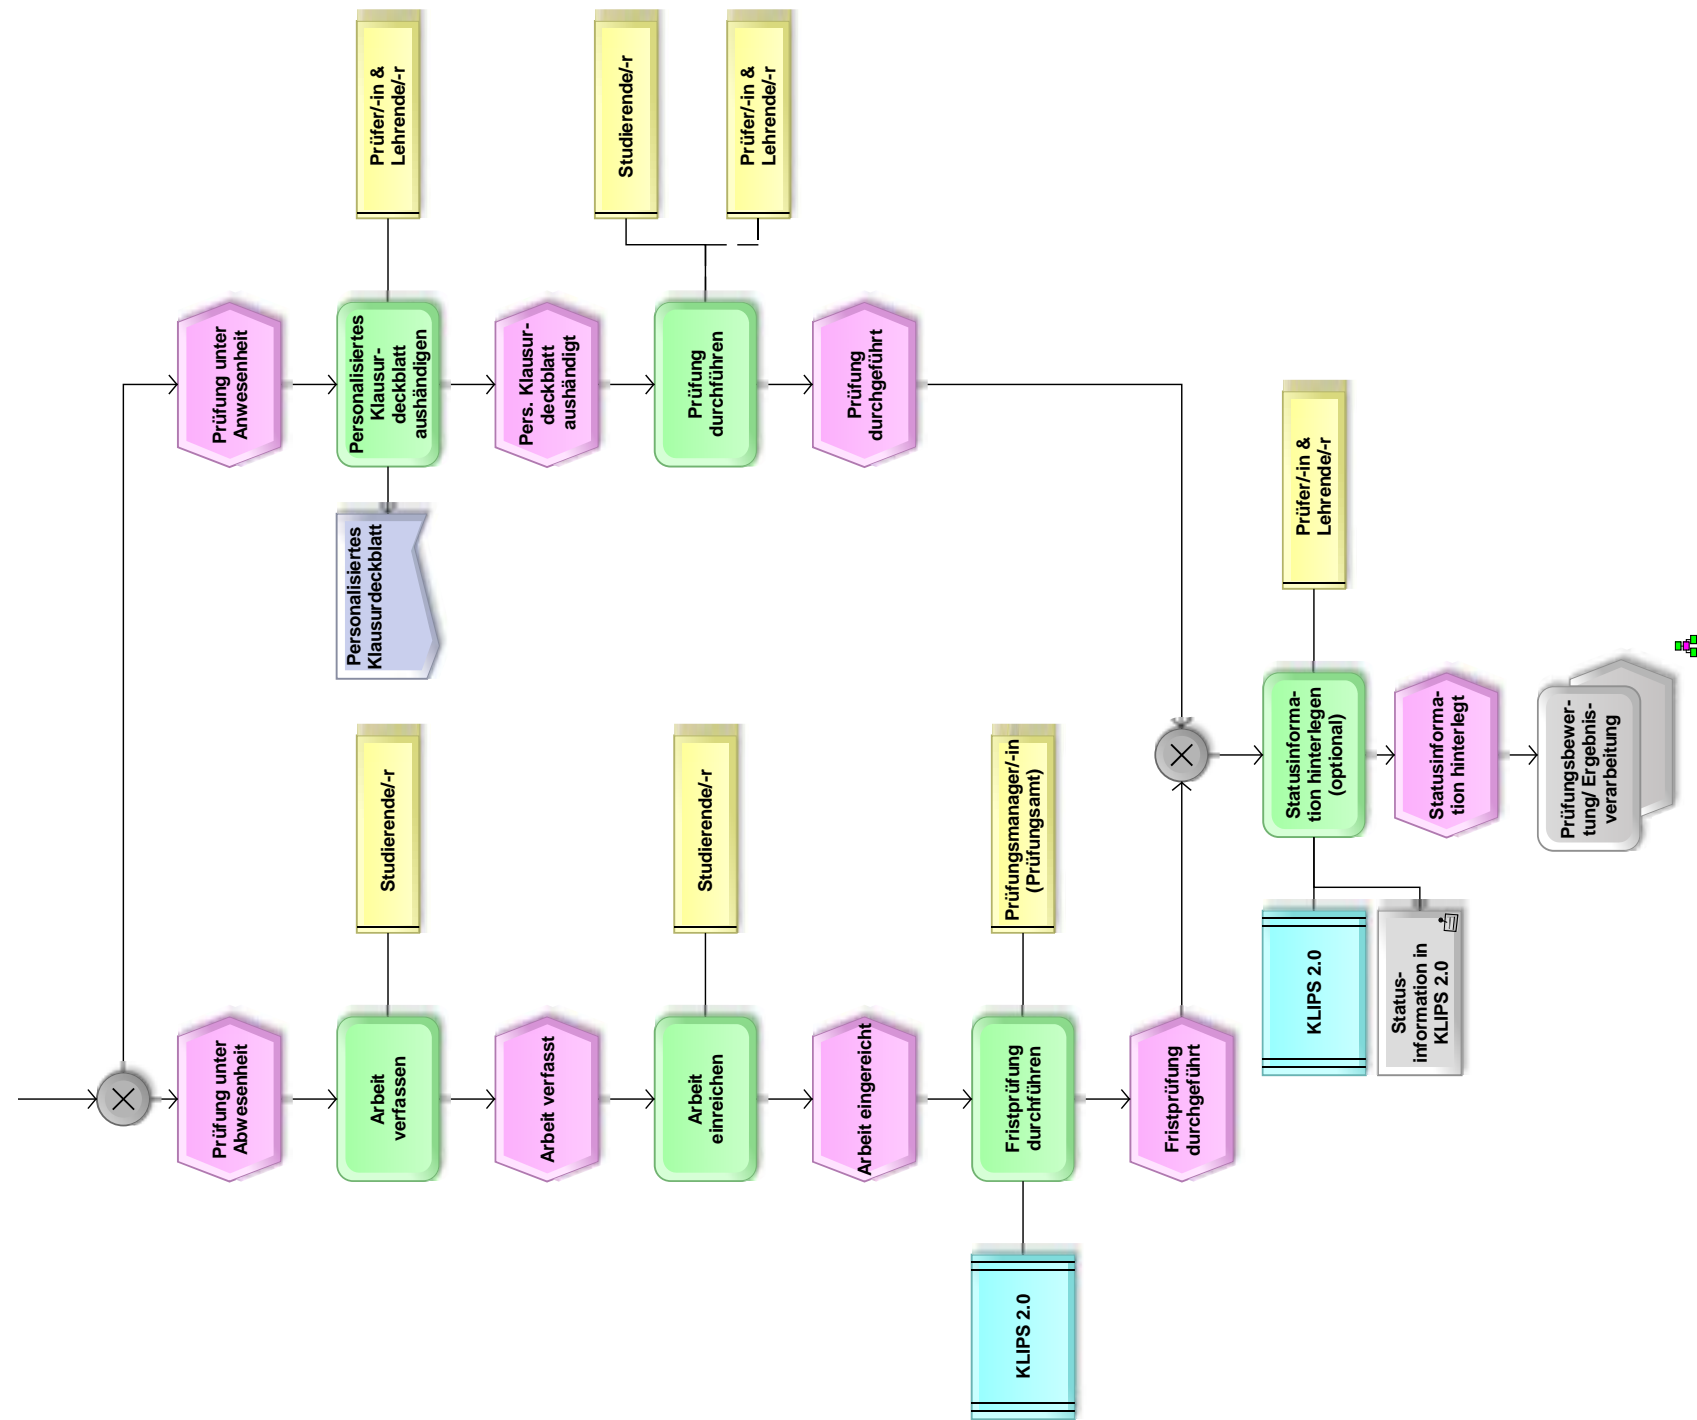 Prüfer/-in &
Lehrende/-r
Studierende/-r
Prüfer/-in &
Lehrende/-r
Prüfung unter
Anwesenheit
Personalisiertes
Klausur-
deckblatt
aushändigen
Pers. Klausur-
deckblatt
aushändigt
Prüfung
durchführen
Prüfung
durchgeführt
Personalisiertes
Klausurdeckblatt
Prüfer/-in &
Lehrende/-r
Studierende/-r
Studierende/-r
Prüfungsmanager/-in
(Prüfungsamt)
Statusinforma-
tion hinterlegen
(optional)
Statusinforma-
tion hinterlegt
Prüfungsbewer-
tung/ Ergebnis-
verarbeitung
KLIPS 2.0
Status-
information in
KLIPS 2.0
Prüfung unter
Abwesenheit
Arbeit
verfassen
Arbeit verfasst
Arbeit
einreichen
Arbeit eingereicht
Fristprüfung
durchführen
Fristprüfung
durchgeführt
KLIPS 2.0